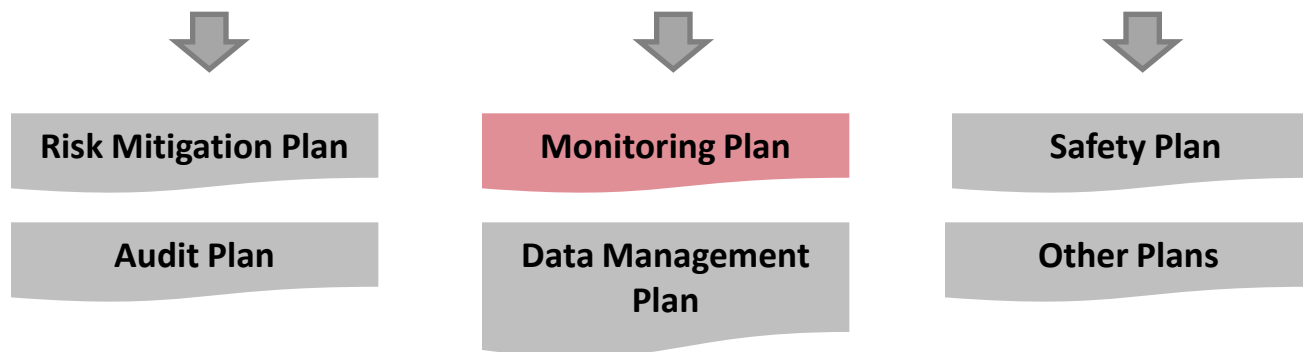 Risk Mitigation Plan
Monitoring Plan
Safety Plan
Audit Plan
Data Management
Plan
Other Plans